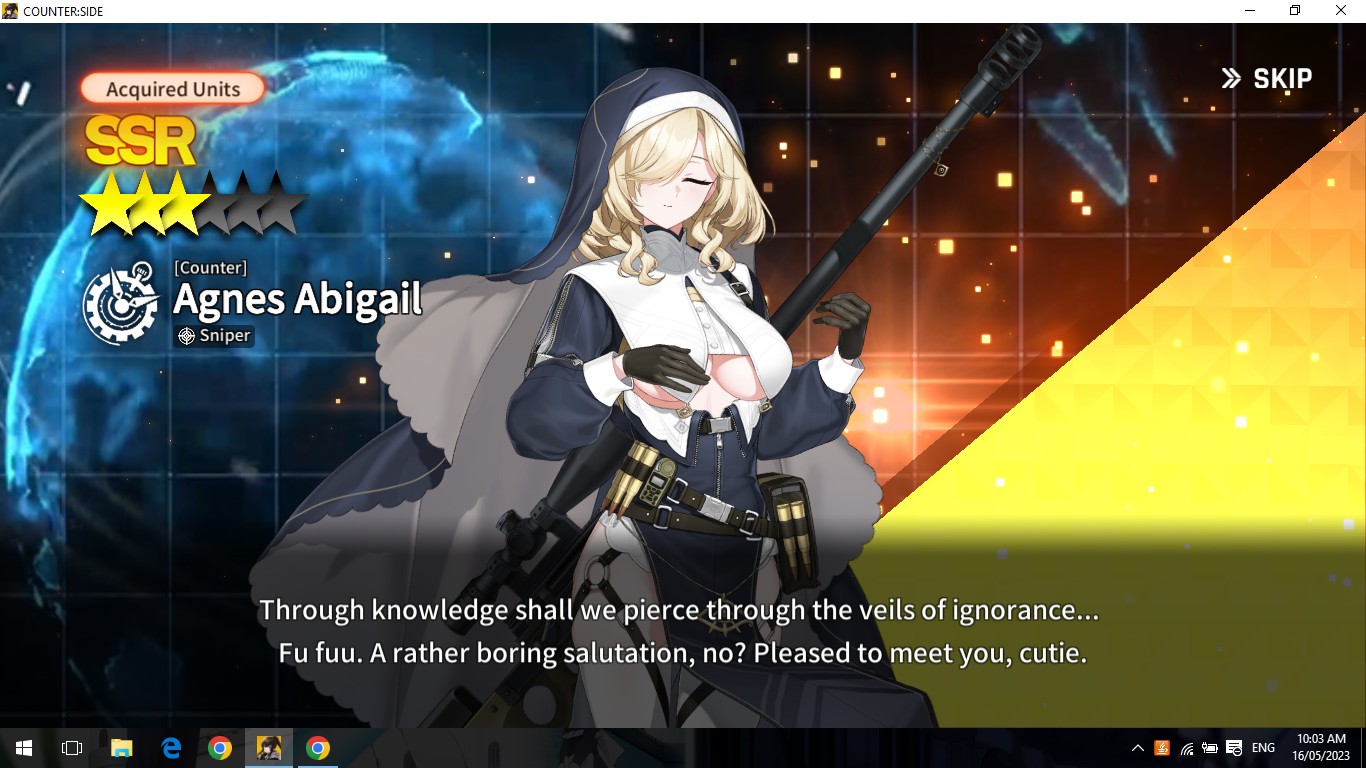 COUNTER:SIDE
Acquired Units
SKIP
SSR
[Counter]
Agnes Abigail
Sniper
Through knowledge shall we pierce through the veils of ignorance...
Fu fuu. A rather boring salutation, no? Pleased to meet you, cutie.
ENG
10:03 AM
16/05/2023